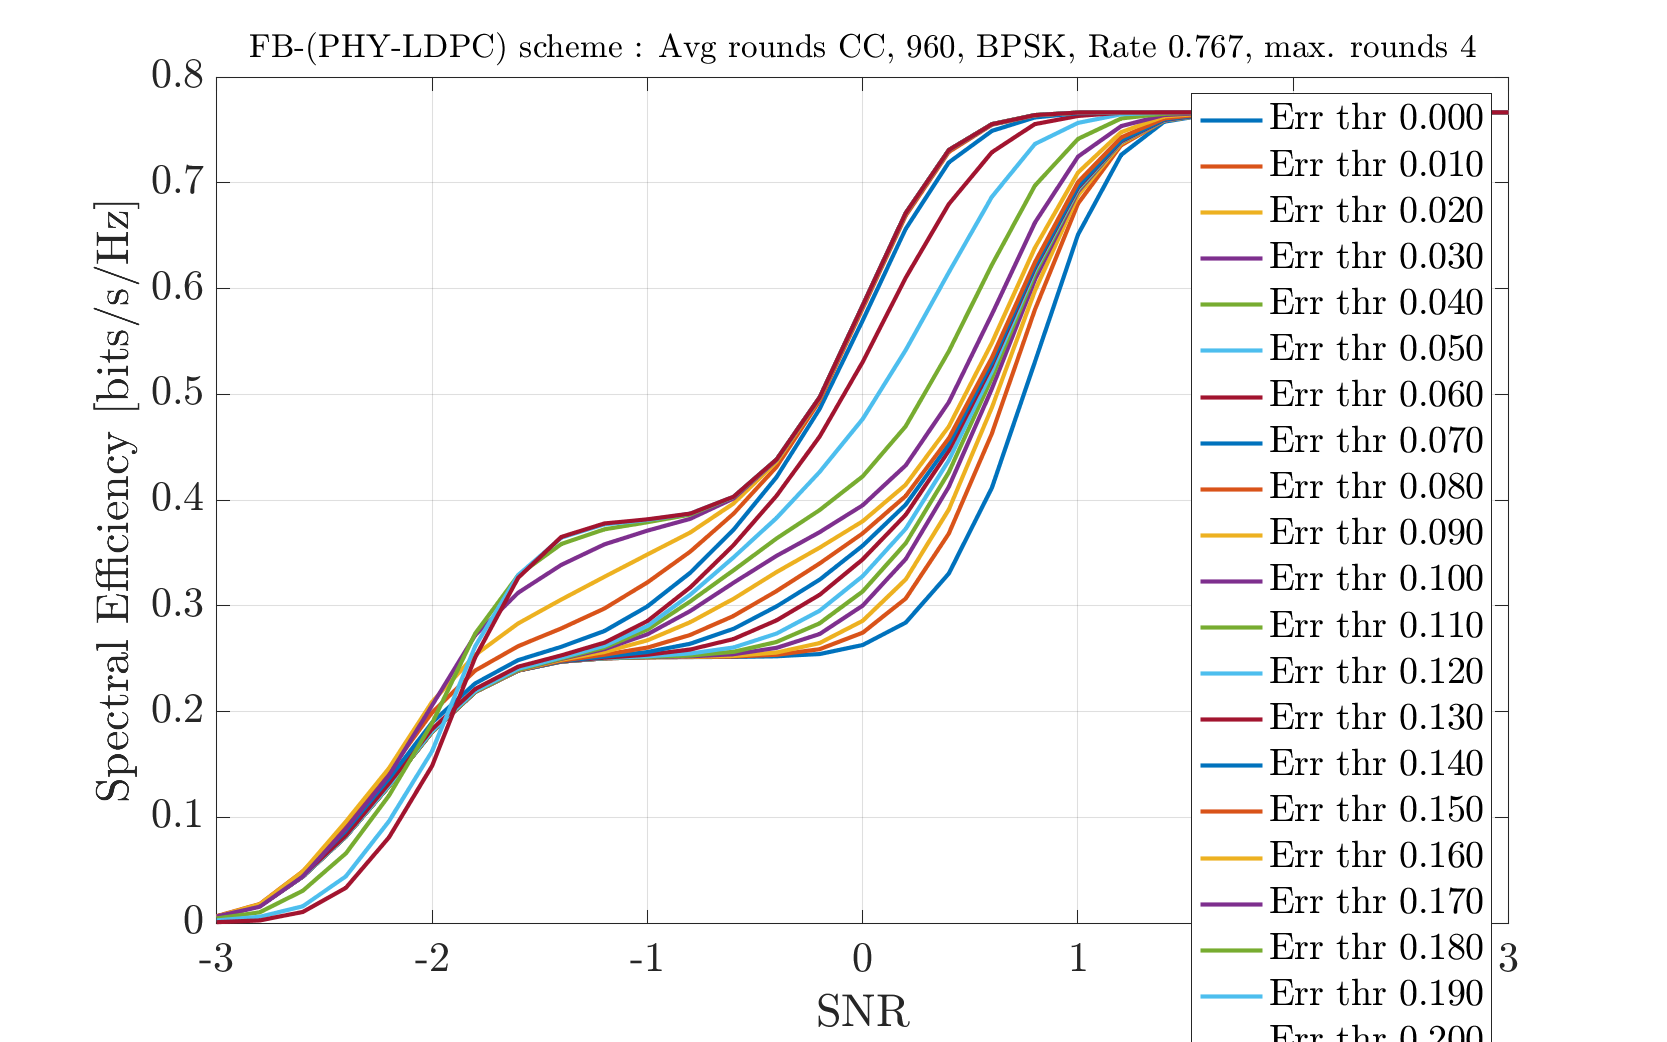 FB-(PHY-LDPC) scheme : Avg rounds CC, 960, BPSK, Rate 0.767, max. rounds 4
Spectral Efficiency [bits/s/Hz]
0.8
0.7
0.6
0.5
0.4
0.3
0.2
0.1
0
-3
-2
-1
0
1
3
SNR
Err thr 0.000
Err thr 0.010
Err thr 0.020
Err thr 0.030
Err thr 0.040
Err thr 0.050
Err thr 0.060
Err thr 0.070
Err thr 0.080
Err thr 0.090
Err thr 0.100
Err thr 0.110
Err thr 0.120
Err thr 0.130
Err thr 0.140
Err thr 0.150
Err thr 0.160
Err thr 0.170
Err thr 0.180
Err thr 0.190
Err thr 0.200